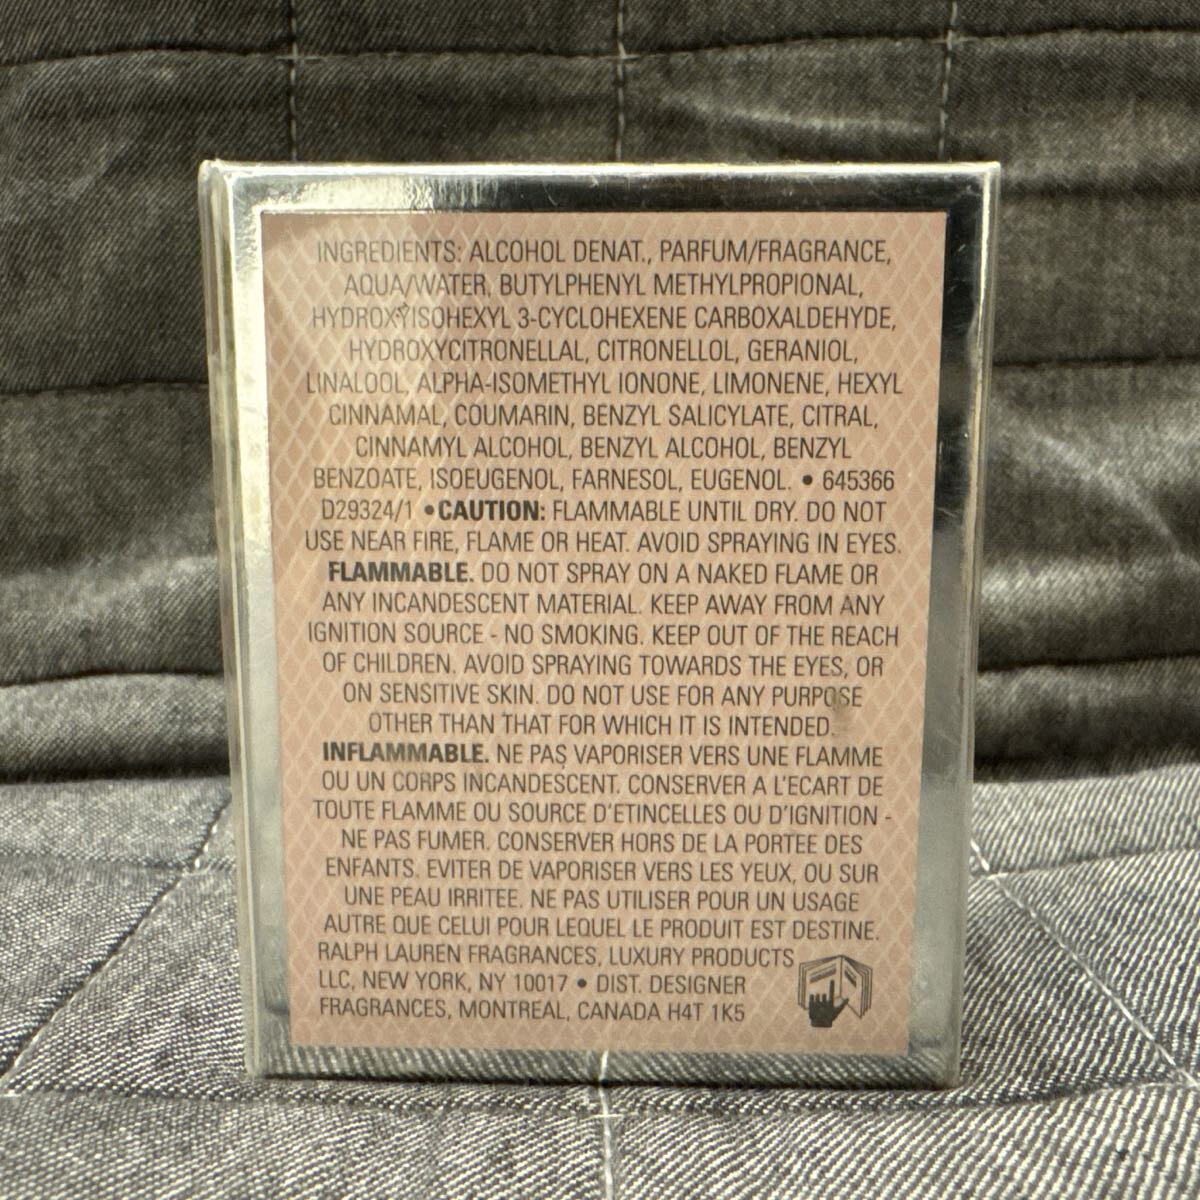 INGREDIENTS: ALCOHOL DENAT., PARFUM/FRAGRANCE,
AQUA/WATER, BUTYLPHENYL METHYLPROPIONAL,
HYDROXYISOHEXYL 3-CYCLOHEXENE CARBOXALDEHYDE,
HYDROXYCITRONELLAL, CITRONELLOL, GERANIOL,
LINALOOL, ALPHA-ISOMETHYL IONONE, LIMONENE, HEXYL
CINNAMAL, COUMARIN, BENZYL SALICYLATE, CITRAL,
CINNAMYL ALCOHOL, BENZYL ALCOHOL, BENZYL
BENZOATE, ISOEUGENOL, FARNESOL, EUGENOL. • 645366
D29324/1 • CAUTION: FLAMMABLE UNTIL DRY. DO NOT
USE NEAR FIRE, FLAME OR HEAT. AVOID SPRAYING IN EYES.
FLAMMABLE. DO NOT SPRAY ON A NAKED FLAME OR
ANY INCANDESCENT MATERIAL. KEEP AWAY FROM ANY
IGNITION SOURCE - NO SMOKING. KEEP OUT OF THE REACH
OF CHILDREN. AVOID SPRAYING TOWARDS THE EYES, OR
ON SENSITIVE SKIN. DO NOT USE FOR ANY PURPOSE
OTHER THAN THAT FOR WHICH IT IS INTENDED.
INFLAMMABLE. NE PAS VAPORISER VERS UNE FLAMME
OU UN CORPS INCANDESCENT. CONSERVER A L'ECART DE
TOUTE FLAMME OU SOURCE D'ETINCELLES OU D'IGNITION -
NE PAS FUMER. CONSERVER HORS DE LA PORTEE DES
ENFANTS. EVITER DE VAPORISER VERS LES YEUX, OU SUR
UNE PEAU IRRITEE. NE PAS UTILISER POUR UN USAGE
AUTRE QUE CELUI POUR LEQUEL LE PRODUIT EST DESTINE.
RALPH LAUREN FRAGRANCES, LUXURY PRODUCTS
LLC, NEW YORK, NY 10017 • DIST. DESIGNER
FRAGRANCES, MONTREAL, CANADA H4T 1K5